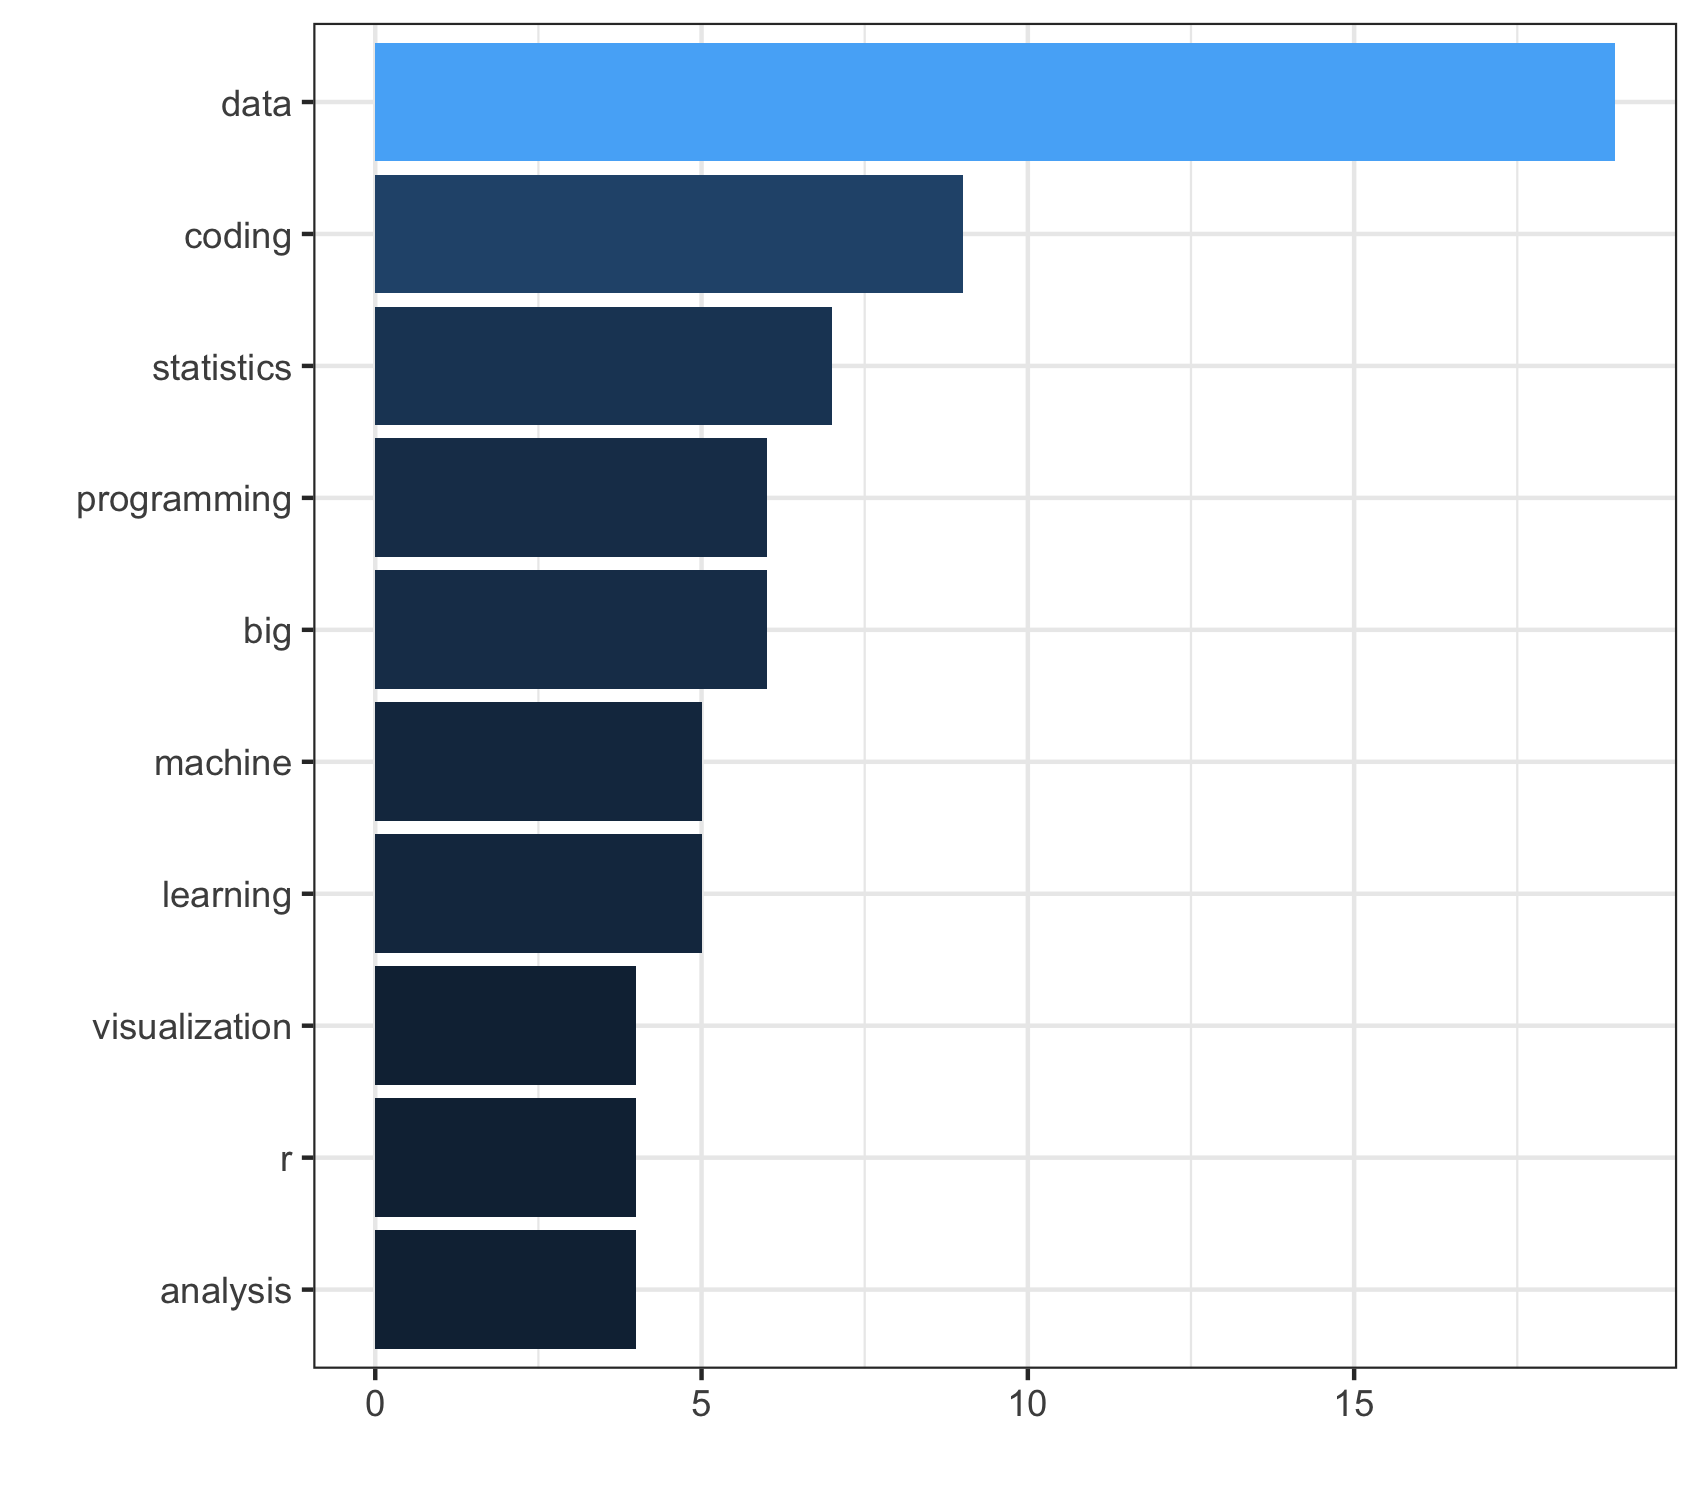 data
coding
statistics
programming
big
machine
learning
visualization
r
analysis
0 5 10 15